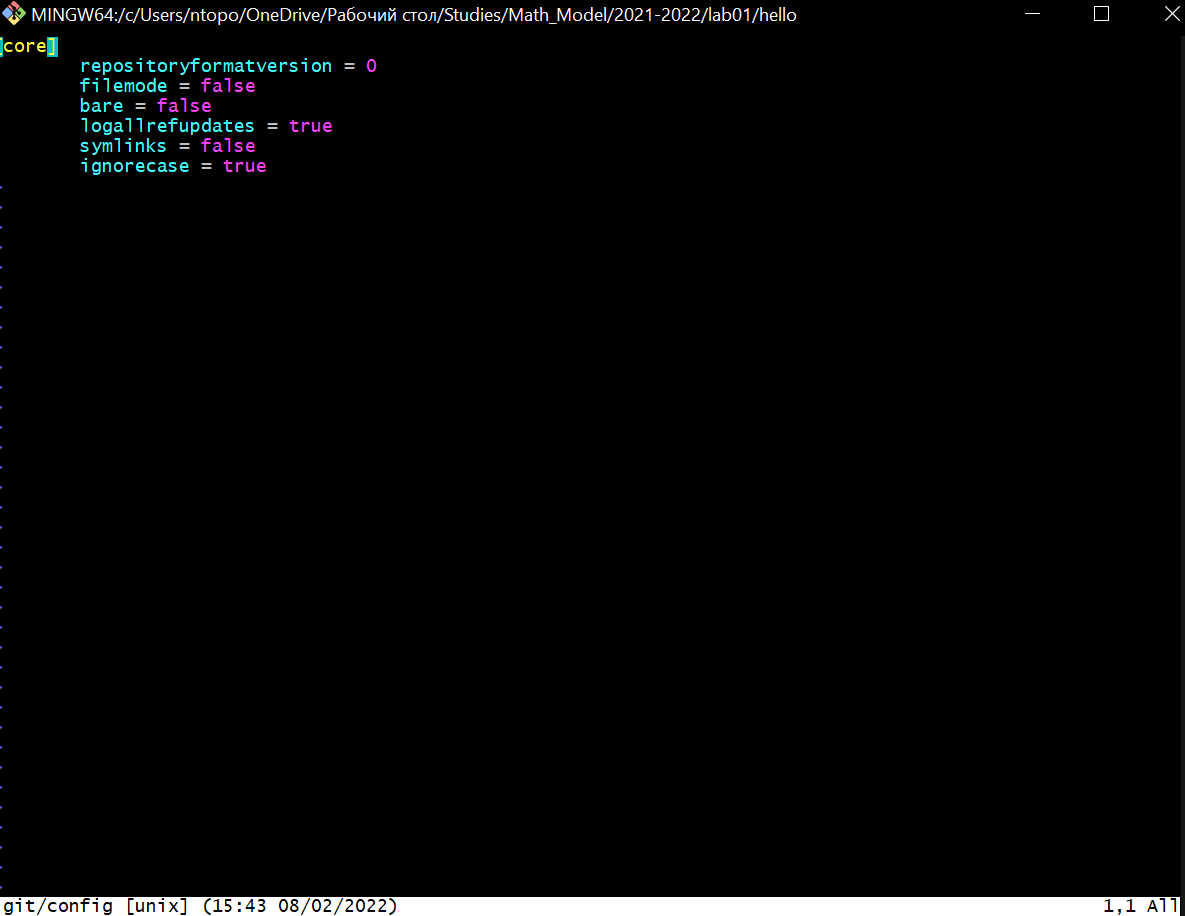 MINGW64:/c/Users/ntopo/OneDrive/Рабочий стол/Studies/Math_Model/2021-2022/lab01/hello
[core]
repositoryformatversion = 0
filemode = false
bare = false
logallrefupdates = true
symlinks = false
ignorecase = true
git/config [unix] (15:43 08/02/2022) 1,1 All